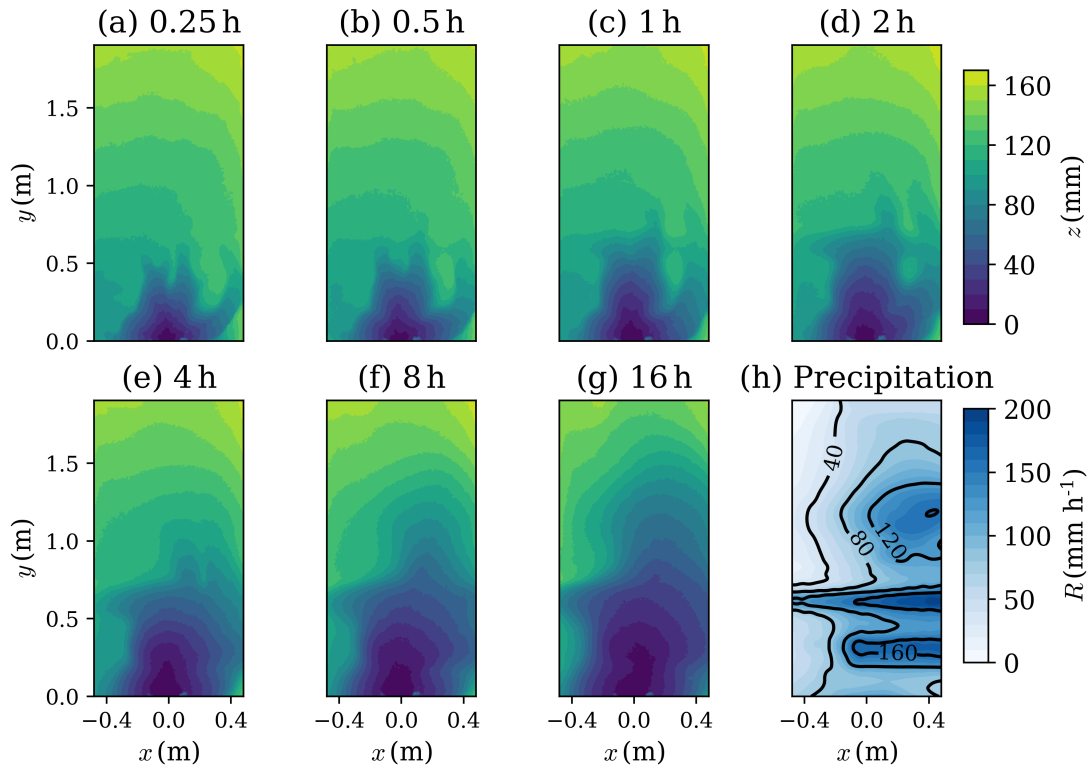 (a) 0.25 h (b) 0.5 h (c) 1 h (d) 2 h
1.5
1.0
0.5
0.0
y (m)
160
120
80
40
0
z (mm)
(e) 4 h (f) 8 h (g) 16 h (h) Precipitation
1.5
1.0
0.5
0.0
y (m)
40
80
120
160
200
150
100
50
0
R (mm h⁻¹)
−0.4 0.0 0.4 −0.4 0.0 0.4 −0.4 0.0 0.4 −0.4 0.0 0.4
x (m) x (m) x (m) x (m)